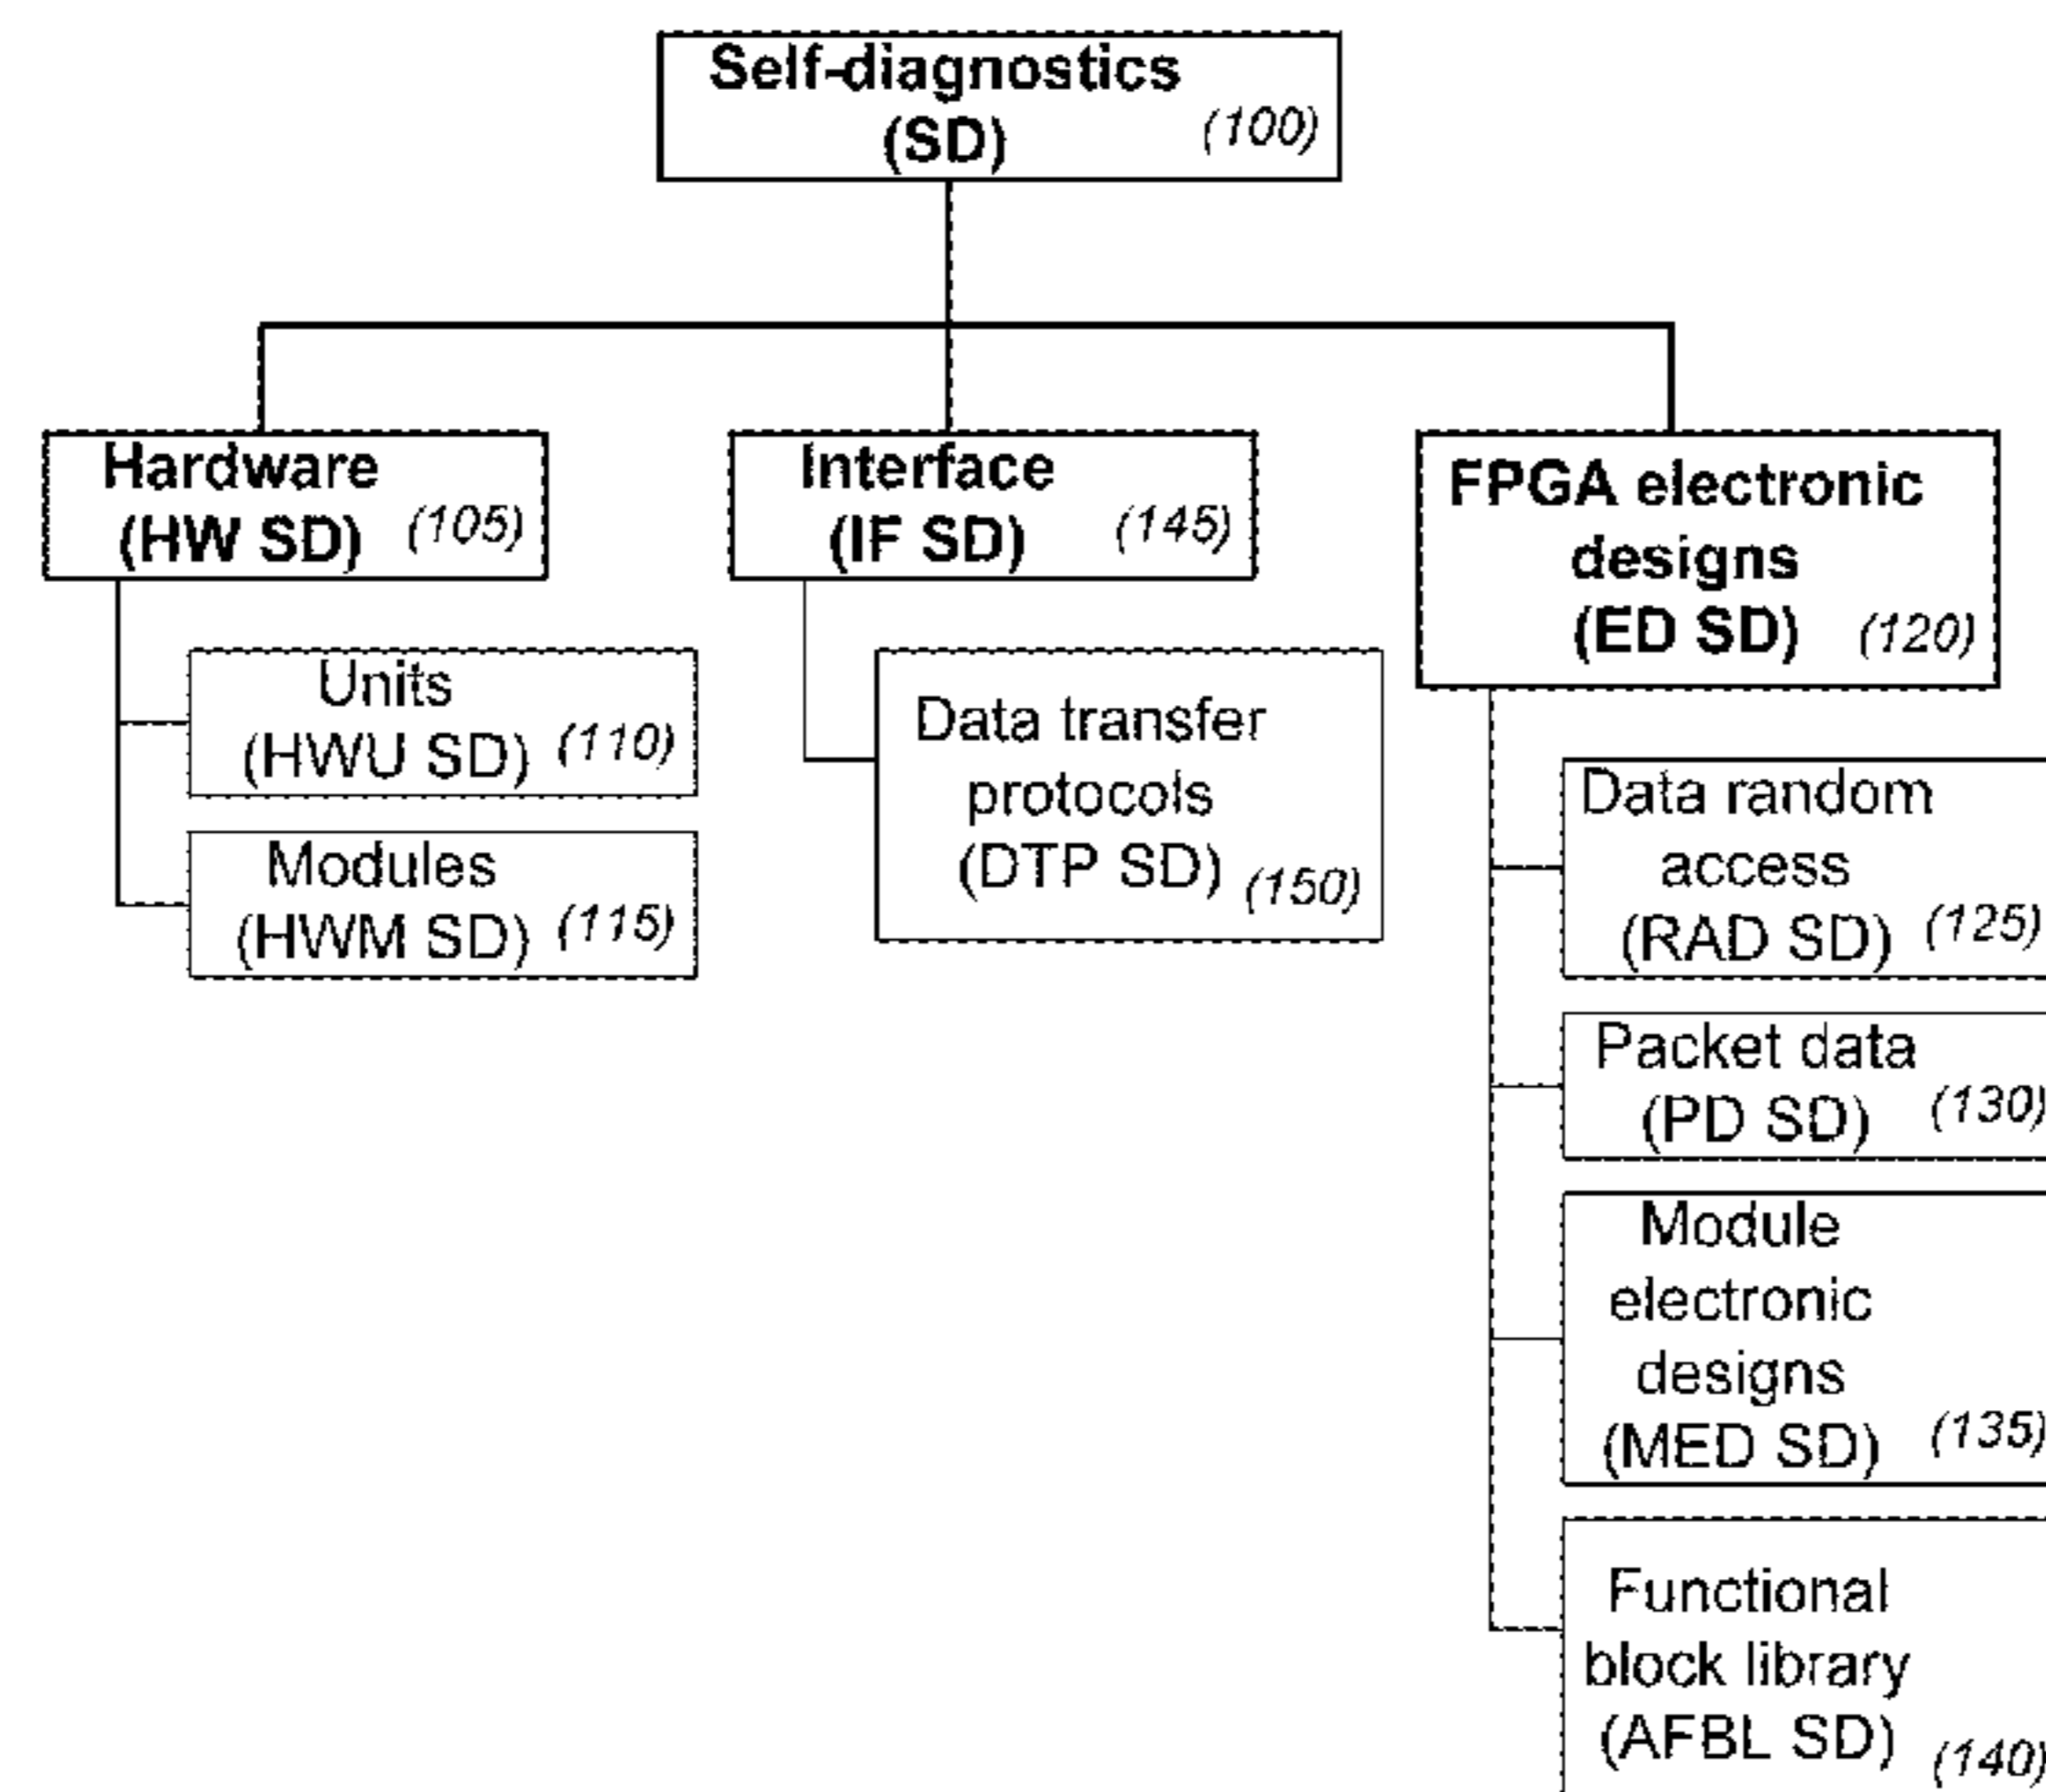 Self-diagnostics
(SD) (100)
Hardware
(HW SD) (105)
Units
(HWU SD) (110)
Modules
(HWM SD) (115)
Interface
(IF SD) (145)
Data transfer
protocols
(DTP SD) (150)
FPGA electronic
designs
(ED SD) (120)
Data random
access
(RAD SD) (125)
Packet data
(PD SD) (130)
Module
electronic
designs
(MED SD) (135)
Functional
block library
(AFBL SD) (140)